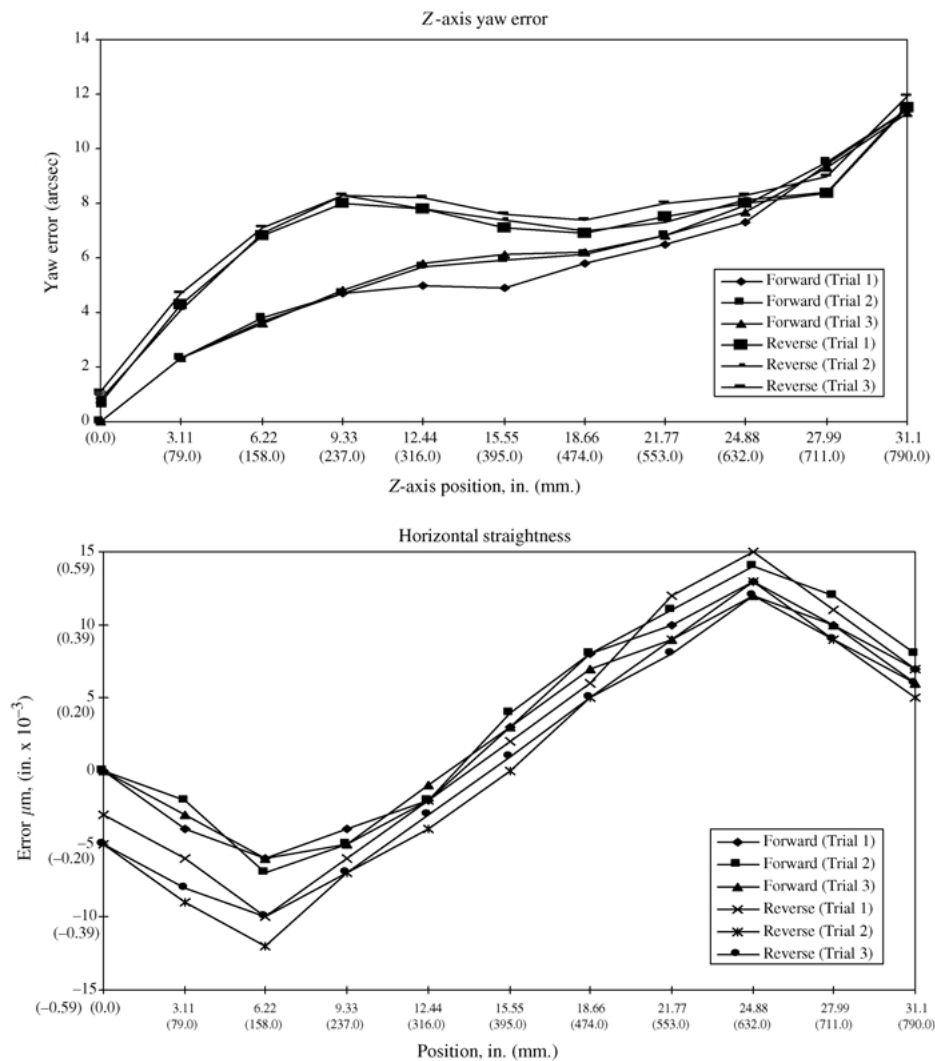 Z-axis yaw error
14
12
10
8
6
4
2
0
Yaw error (arcsec)
Forward (Trial 1)
Forward (Trial 2)
Forward (Trial 3)
Reverse (Trial 1)
Reverse (Trial 2)
Reverse (Trial 3)
(0.0) 3.11 6.22 9.33 12.44 15.55 18.66 21.77 24.88 27.99 31.1
(79.0) (158.0) (237.0) (316.0) (395.0) (474.0) (553.0) (632.0) (711.0) (790.0)
Z-axis position, in. (mm.)
Horizontal straightness
15
(0.59)
10
(0.39)
5
(0.20)
0
–5
(–0.20)
–10
(–0.39)
–15
(–0.59)
Error μm, (in. x 10⁻³)
Forward (Trial 1)
Forward (Trial 2)
Forward (Trial 3)
Reverse (Trial 1)
Reverse (Trial 2)
Reverse (Trial 3)
(0.0) 3.11 6.22 9.33 12.44 15.55 18.66 21.77 24.88 27.99 31.1
(79.0) (158.0) (237.0) (316.0) (395.0) (474.0) (553.0) (632.0) (711.0) (790.0)
Position, in. (mm.)